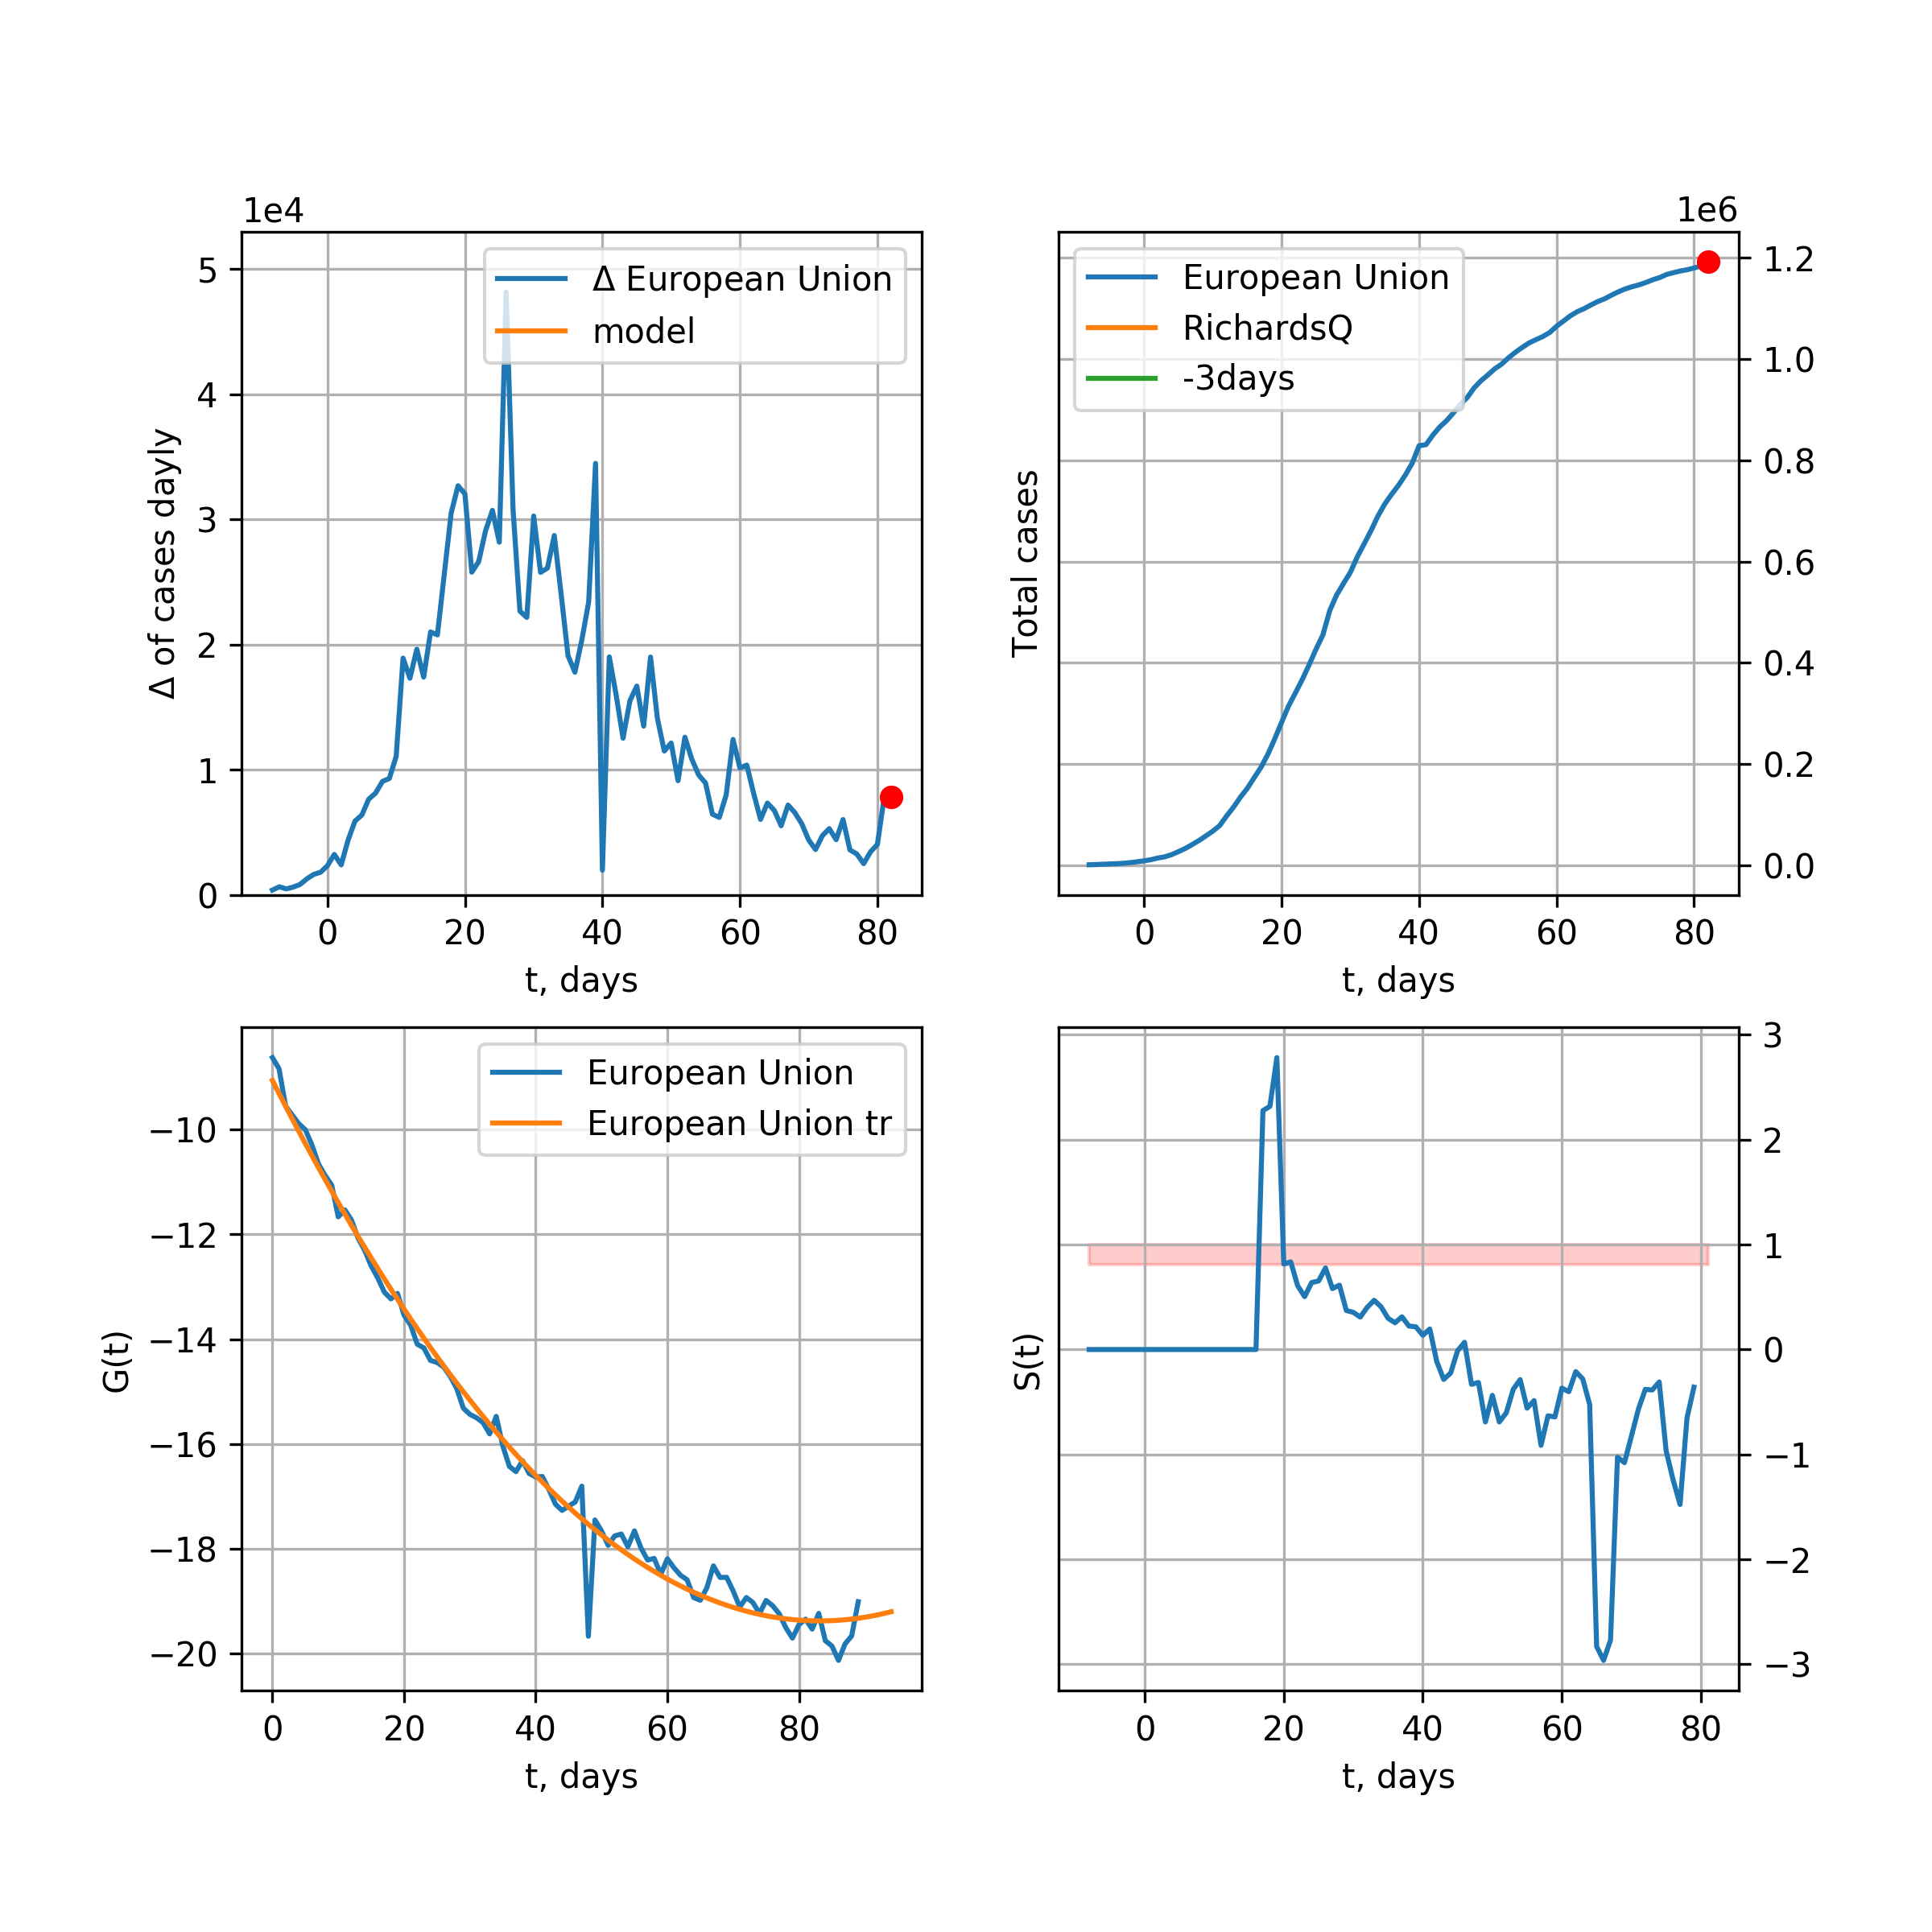 1e4
Δ European Union
model
5
4
3
2
1
0
Δ of cases dayly
0 20 40 60 80
t, days
1e6
European Union
RichardsQ
-3days
1.2
1.0
0.8
0.6
0.4
0.2
0.0
Total cases
0 20 40 60 80
t, days
European Union
European Union tr
−10
−12
−14
−16
−18
−20
G(t)
0 20 40 60 80
t, days
3
2
1
0
−1
−2
−3
S(t)
0 20 40 60 80
t, days